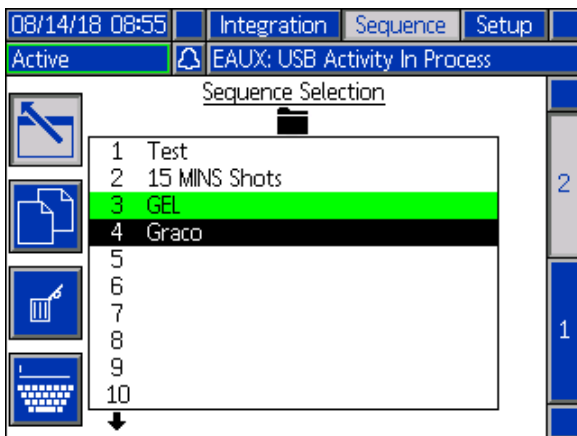 08/14/18 08:55 Integration Sequence Setup
Active EAUX: USB Activity In Process
Sequence Selection
1 Test
2 15 MINS Shots
3 GEL
4 Graco
5
6
7
8
9
10
2
1